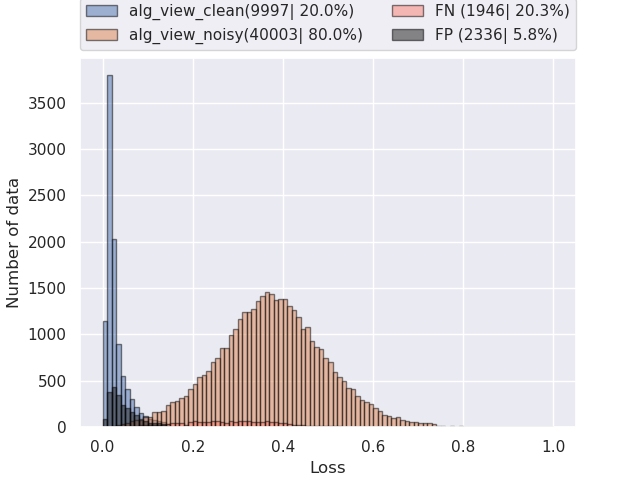 alg_view_clean(9997| 20.0%) FN (1946| 20.3%)
alg_view_noisy(40003| 80.0%) FP (2336| 5.8%)
3500
3000
2500
2000
1500
1000
500
0
Number of data
0.0 0.2 0.4 0.6 0.8 1.0
Loss